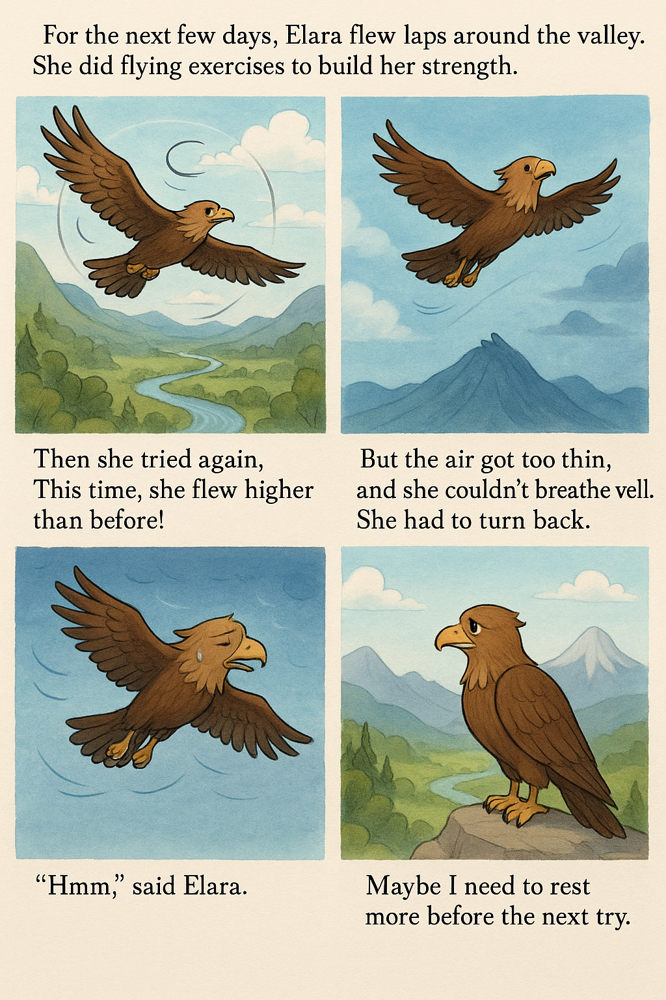 For the next few days, Elara flew laps around the valley.
She did flying exercises to build her strength.
Then she tried again,
This time, she flew higher
than before!
But the air got too thin,
and she couldn’t breathe vell.
She had to turn back.
“Hmm,” said Elara.
Maybe I need to rest
more before the next try.